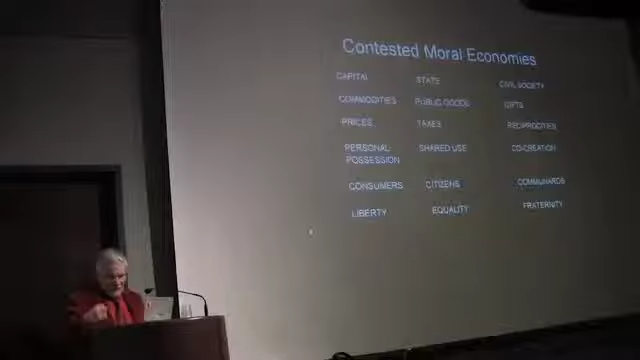 Contested Moral Economies
CAPITAL STATE CIVIL SOCIETY
COMMODITIES PUBLIC GOODS GIFTS
PRICES TAXES RECIPROCITIES
PERSONAL SHARED USE CO-CREATION
POSSESSION
CONSUMERS CITIZENS COMMUNARDS
LIBERTY EQUALITY FRATERNITY